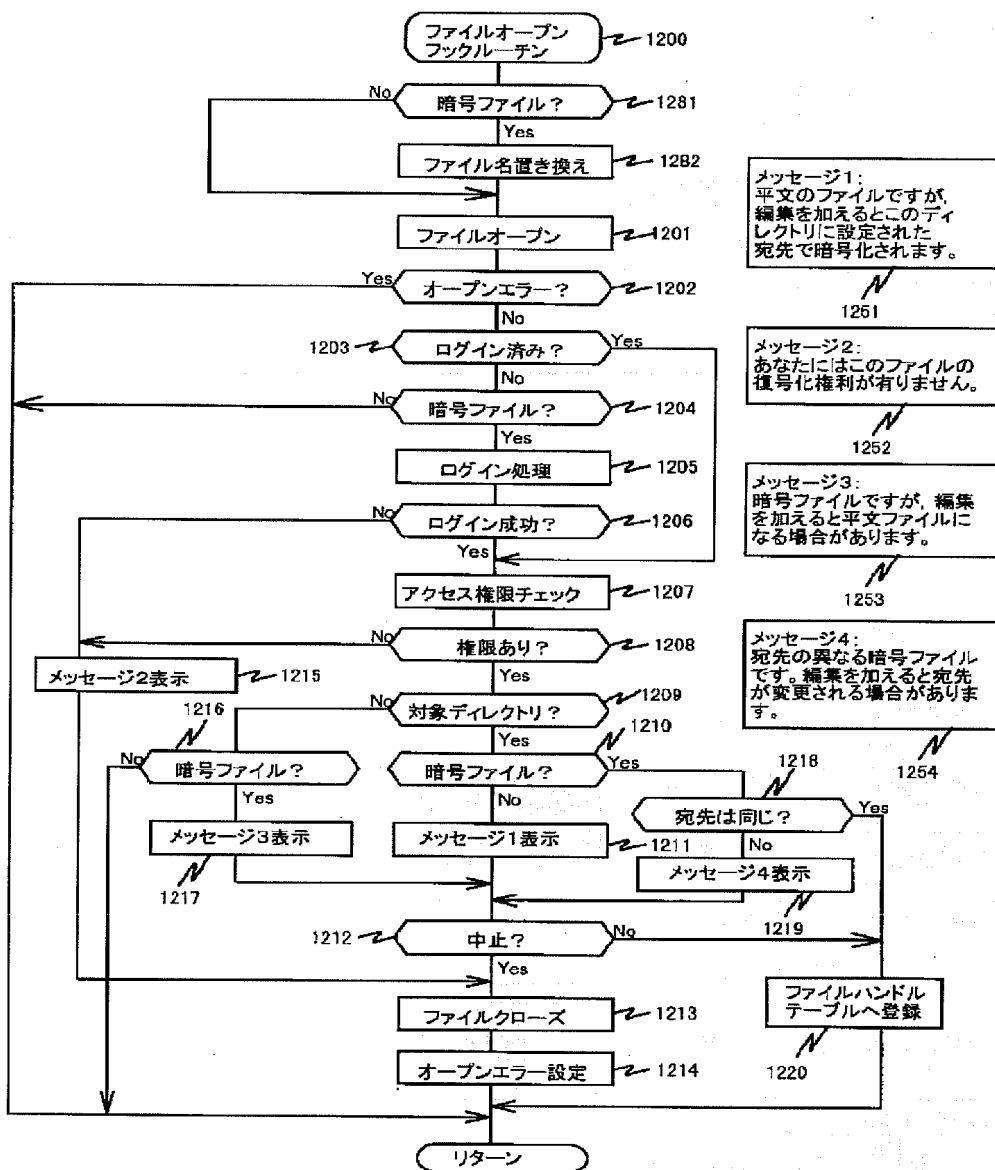 ファイルオープン
フックルーチン
1200
No
暗号ファイル?
1281
Yes
ファイル名置き換え
1282
ファイルオープン
1201
Yes
オープンエラー?
1202
No
1203
ログイン済み?
Yes
No
No
暗号ファイル?
1204
Yes
ログイン処理
1205
No
ログイン成功?
1206
Yes
アクセス権限チェック
1207
No
権限あり?
1208
Yes
メッセージ2表示
1215
No
対象ディレクトリ?
1209
Yes
1216
No
暗号ファイル?
Yes
1210
暗号ファイル?
Yes
No
1218
宛先は同じ?
Yes
No
メッセージ3表示
1217
メッセージ1表示
1211
メッセージ4表示
1219
1212
中止?
No
Yes
ファイルクローズ
1213
ファイルハンドル
テーブルへ登録
1220
オープンエラー設定
1214
リターン
メッセージ1:
平文のファイルですが,
編集を加えるとこのディ
レクトリに設定された
宛先で暗号化されます。
1251
メッセージ2:
あなたにはこのファイルの
復号化権利が有りません。
1252
メッセージ3:
暗号ファイルですが, 編集
を加えると平文ファイルに
なる場合があります。
1253
メッセージ4:
宛先の異なる暗号ファイル
です。編集を加えると宛先
が変更される場合がありま
す。
1254